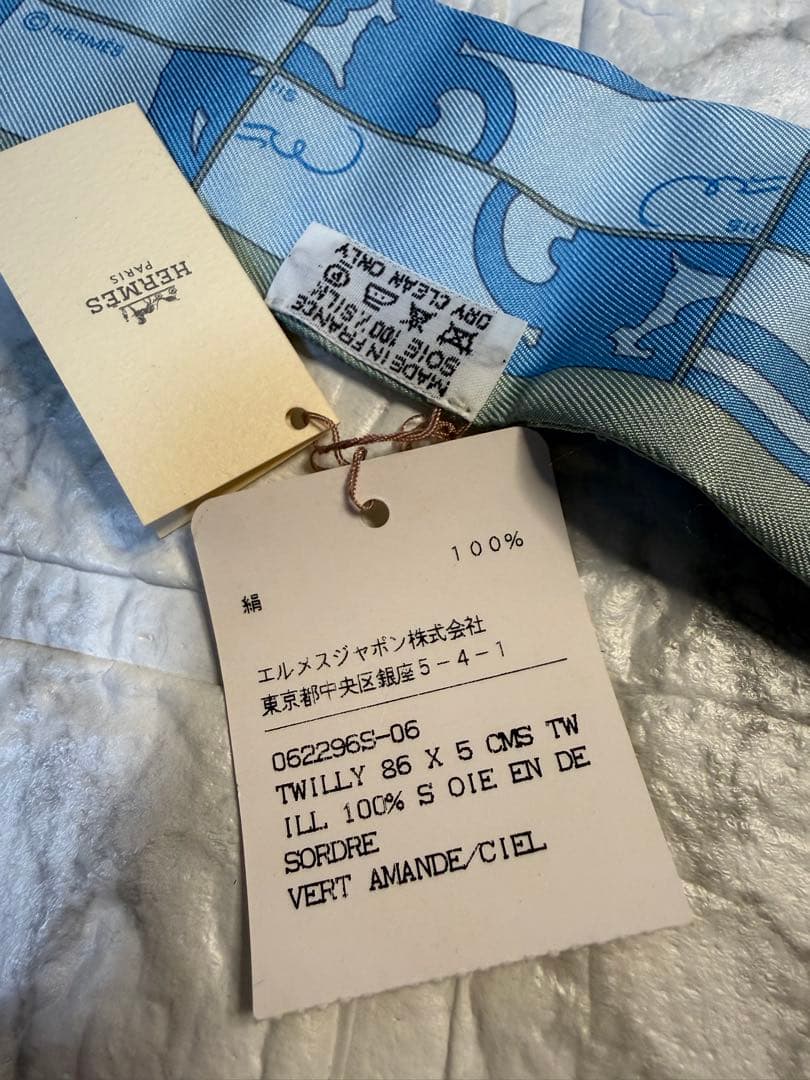 © HERMÈS
HERMÈS
PARIS
MADE IN FRANCE
SOIE 100% SILK
DRY CLEAN ONLY
100%
絹
エルメスジャポン株式会社
東京都中央区銀座5-4-1
062296S-06
TWILLY 86 X 5 CMS TW
ILL 100% S OIE EN DE
SORDRE
VERT AMANDE/CIEL